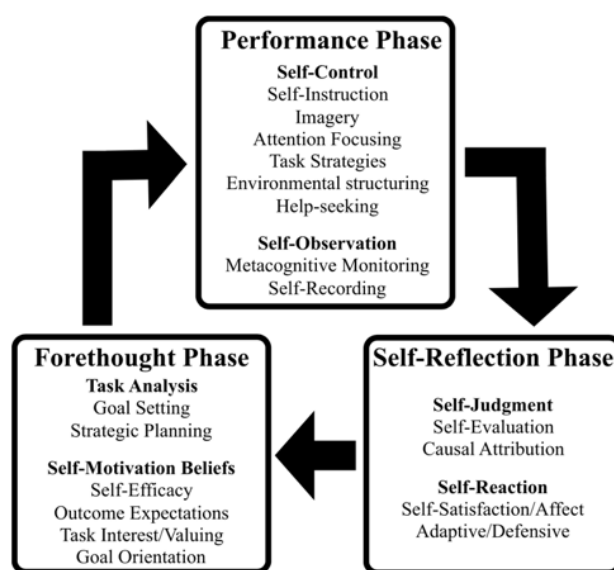 Performance Phase
Self-Control
Self-Instruction
Imagery
Attention Focusing
Task Strategies
Environmental structuring
Help-seeking
Self-Observation
Metacognitive Monitoring
Self-Recording
Forethought Phase
Task Analysis
Goal Setting
Strategic Planning
Self-Motivation Beliefs
Self-Efficacy
Outcome Expectations
Task Interest/Valuing
Goal Orientation
Self-Reflection Phase
Self-Judgment
Self-Evaluation
Causal Attribution
Self-Reaction
Self-Satisfaction/Affect
Adaptive/Defensive